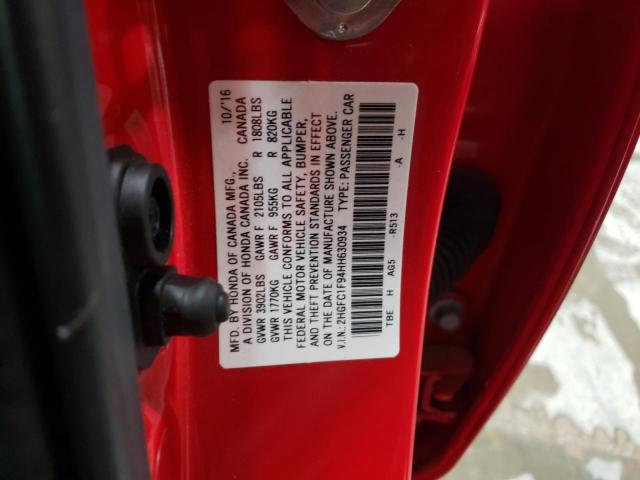 MFD. BY HONDA OF CANADA MFG., 10/'16
A DIVISION OF HONDA CANADA INC. CANADA
GVWR 3902LBS GAWR F 2105LBS R 1808LBS
GVWR 1770KG GAWR F 955KG R 820KG
THIS VEHICLE CONFORMS TO ALL APPLICABLE
FEDERAL MOTOR VEHICLE SAFETY, BUMPER,
AND THEFT PREVENTION STANDARDS IN EFFECT
ON THE DATE OF MANUFACTURE SHOWN ABOVE.
V.I.N.: 2HGFC1F94HH630934 TYPE: PASSENGER CAR
TBE H AG5 -R513 -A -H